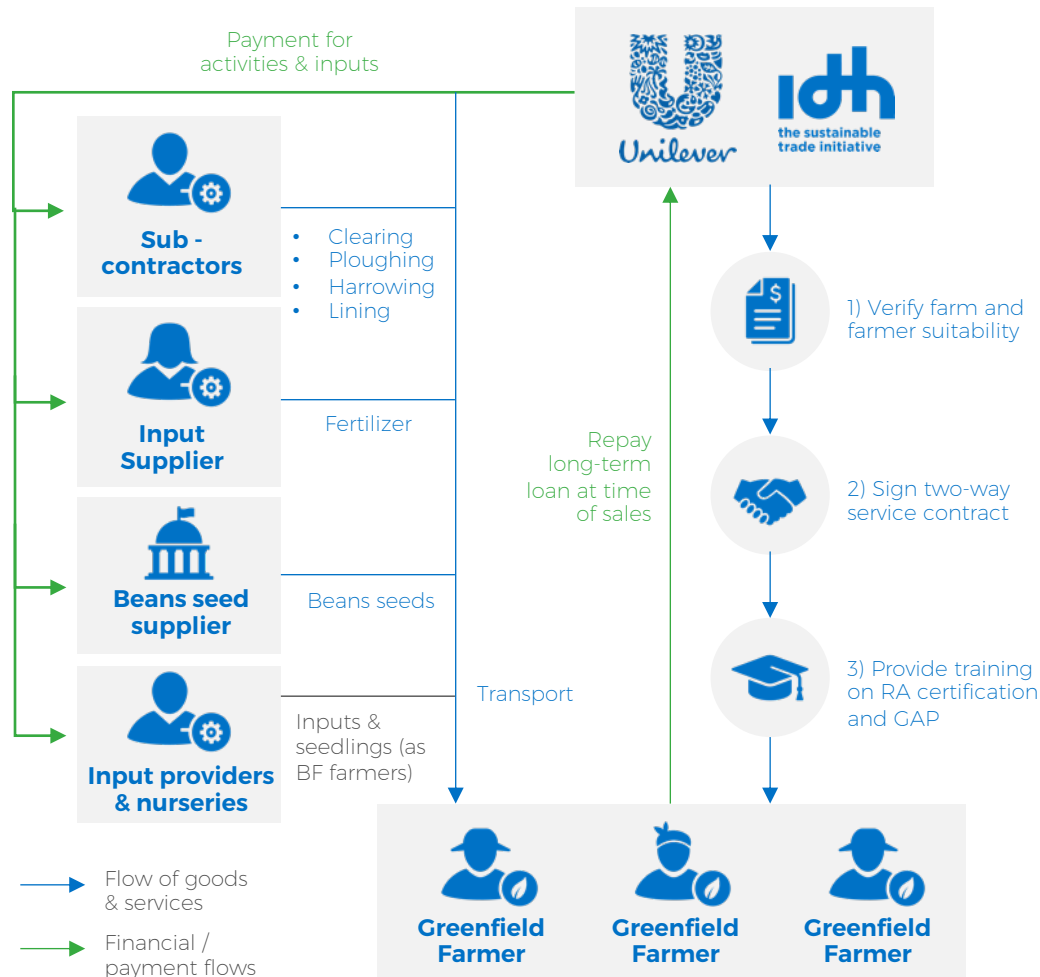 Payment for
activities & inputs
Unilever
idh
the sustainable
trade initiative
Sub -
contractors
• Clearing
• Ploughing
• Harrowing
• Lining
$
1) Verify farm and
farmer suitability
Input
Supplier
Fertilizer
Repay
long-term
loan at time
of sales
2) Sign two-way
service contract
Beans seed
supplier
Beans seeds
3) Provide training
on RA certification
and GAP
Transport
Input providers
& nurseries
Inputs &
seedlings (as
BF farmers)
Greenfield
Farmer
Greenfield
Farmer
Greenfield
Farmer
Flow of goods
& services
Financial /
payment flows